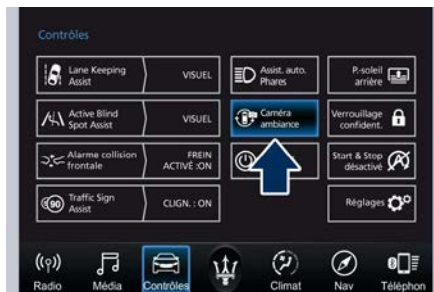 Contrôles
Lane Keeping
Assist
VISUEL
Assist. auto.
Phares
P.-soleil
arrière
Active Blind
Spot Assist
VISUEL
Caméra
ambiance
Verrouillage
confident.
Alarme collision
frontale
FREIN
ACTIVÉ :ON
Start & Stop
désactivé
90
Traffic Sign
Assist
CLIGN. : ON
Réglages
Radio
Média
Contrôles
Climat
Nav
Téléphon